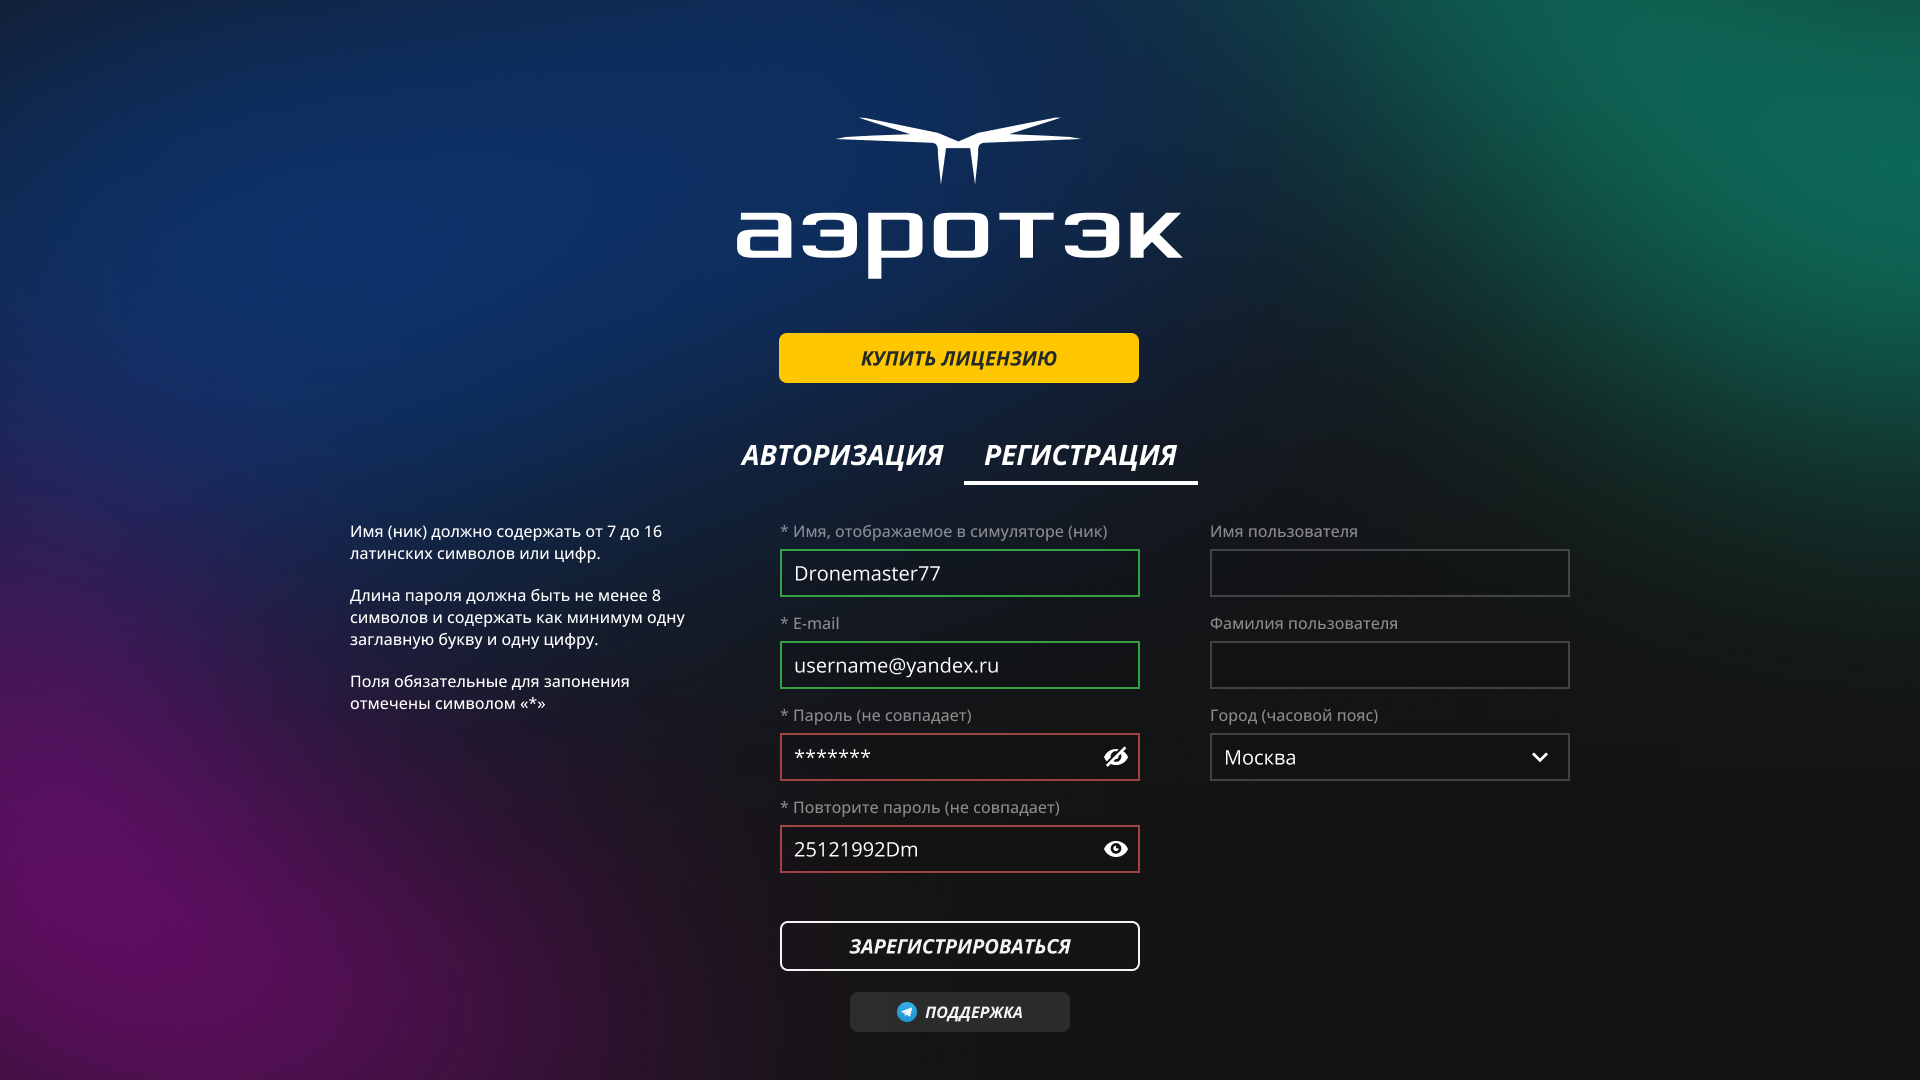 аэротэк
КУПИТЬ ЛИЦЕНЗИЮ
АВТОРИЗАЦИЯ
РЕГИСТРАЦИЯ
Имя (ник) должно содержать от 7 до 16
латинских символов или цифр.
Длина пароля должна быть не менее 8
символов и содержать как минимум одну
заглавную букву и одну цифру.
Поля обязательные для запонения
отмечены символом «*»
* Имя, отображаемое в симуляторе (ник)
Dronemaster77
* E-mail
username@yandex.ru
* Пароль (не совпадает)
*******
* Повторите пароль (не совпадает)
25121992Dm
Имя пользователя
Фамилия пользователя
Город (часовой пояс)
Москва
ЗАРЕГИСТРИРОВАТЬСЯ
ПОДДЕРЖКА